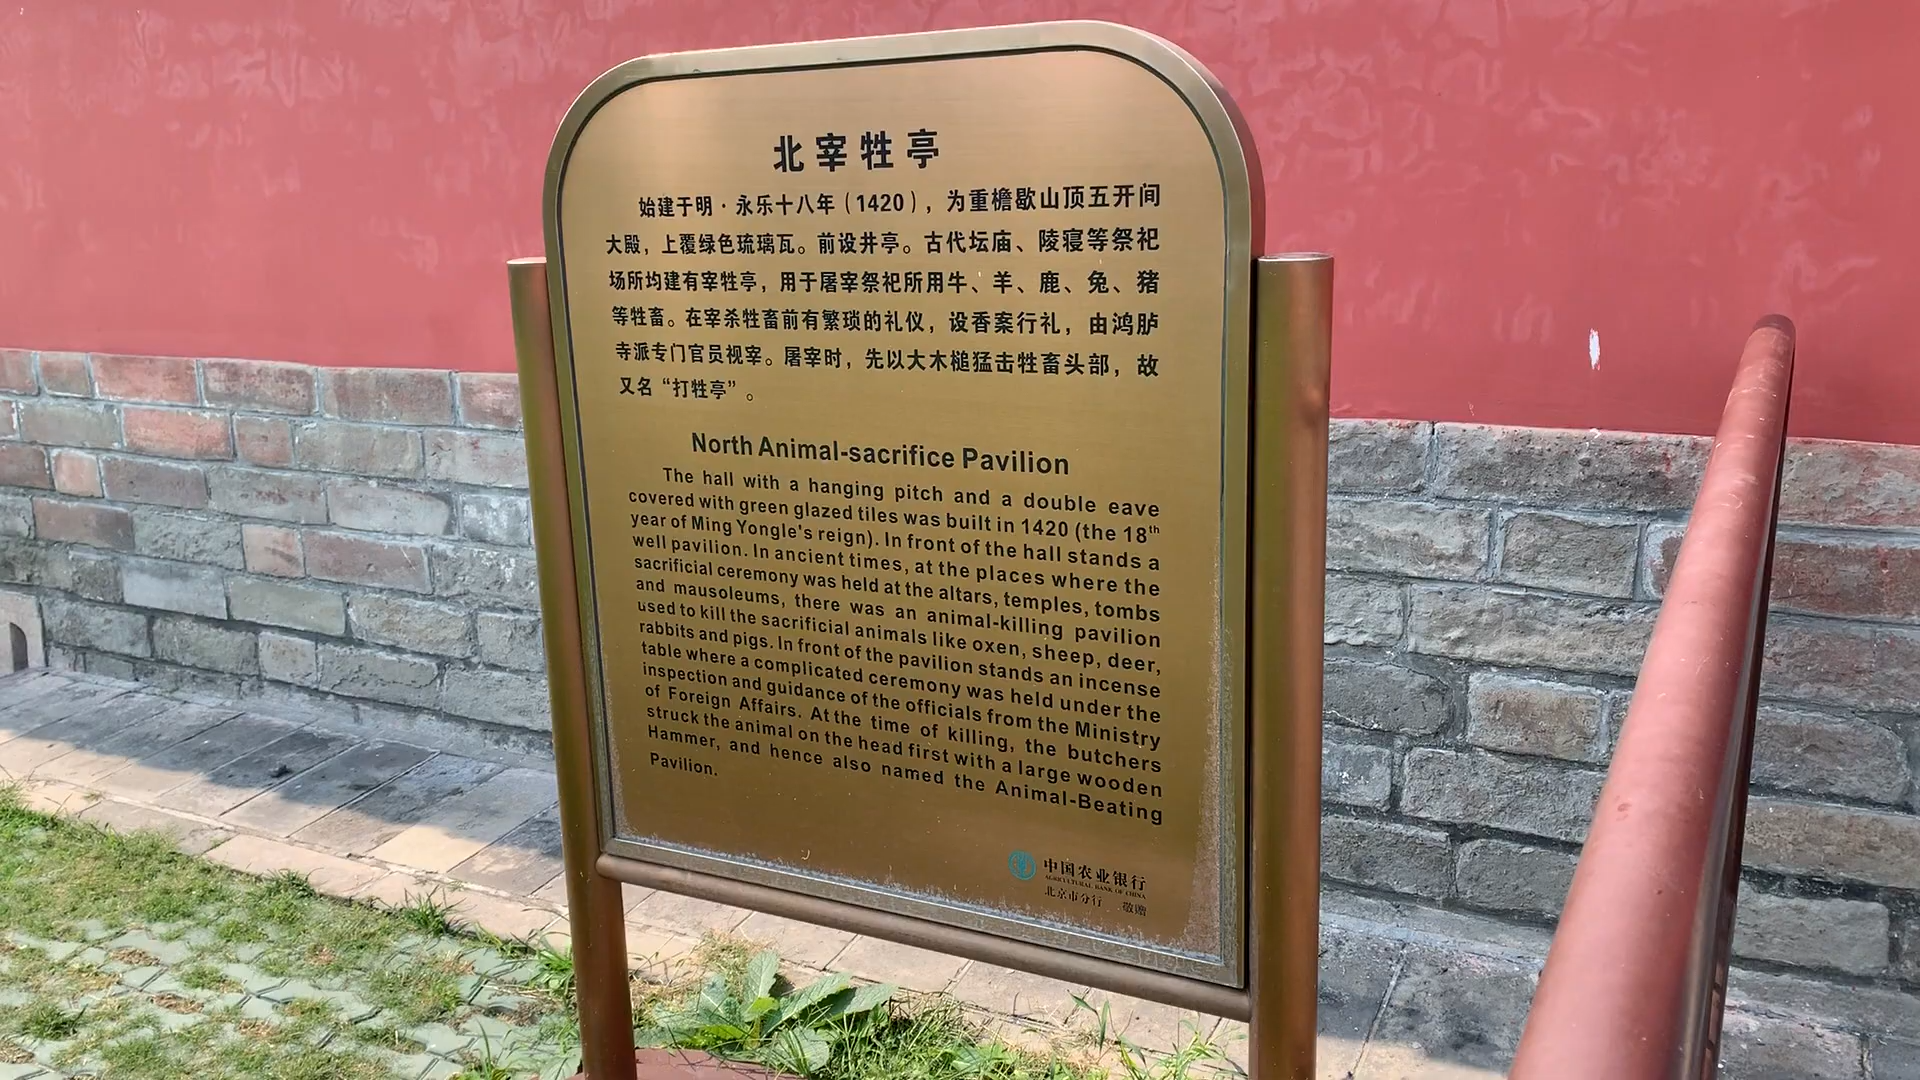 北宰牲亭
始建于明·永乐十八年(1420)，为重檐歇山顶五开间
大殿，上覆绿色琉璃瓦。前设井亭。古代坛庙、陵寝等祭祀
场所均建有宰牲亭，用于屠宰祭祀所用牛、羊、鹿、兔、猪
等牲畜。在宰杀牲畜前有繁琐的礼仪，设香案行礼，由鸿胪
寺派专门官员视宰。屠宰时，先以大木槌猛击牲畜头部，故
又名“打牲亭”。
North Animal-sacrifice Pavilion
The hall with a hanging pitch and a double eave
covered with green glazed tiles was built in 1420 (the 18th
year of Ming Yongle's reign). In front of the hall stands a
well pavilion. In ancient times, at the places where the
sacrificial ceremony was held at the altars, temples, tombs
and mausoleums, there was an animal-killing pavilion
used to kill the sacrificial animals like oxen, sheep, deer,
rabbits and pigs. In front of the pavilion stands an incense
table where a complicated ceremony was held under the
inspection and guidance of the officials from the Ministry
of Foreign Affairs. At the time of killing, the butchers
struck the animal on the head first with a large wooden
Hammer, and hence also named the Animal-Beating
Pavilion.
中国农业银行
AGRICULTURAL BANK OF CHINA
北京市分行 敬赠